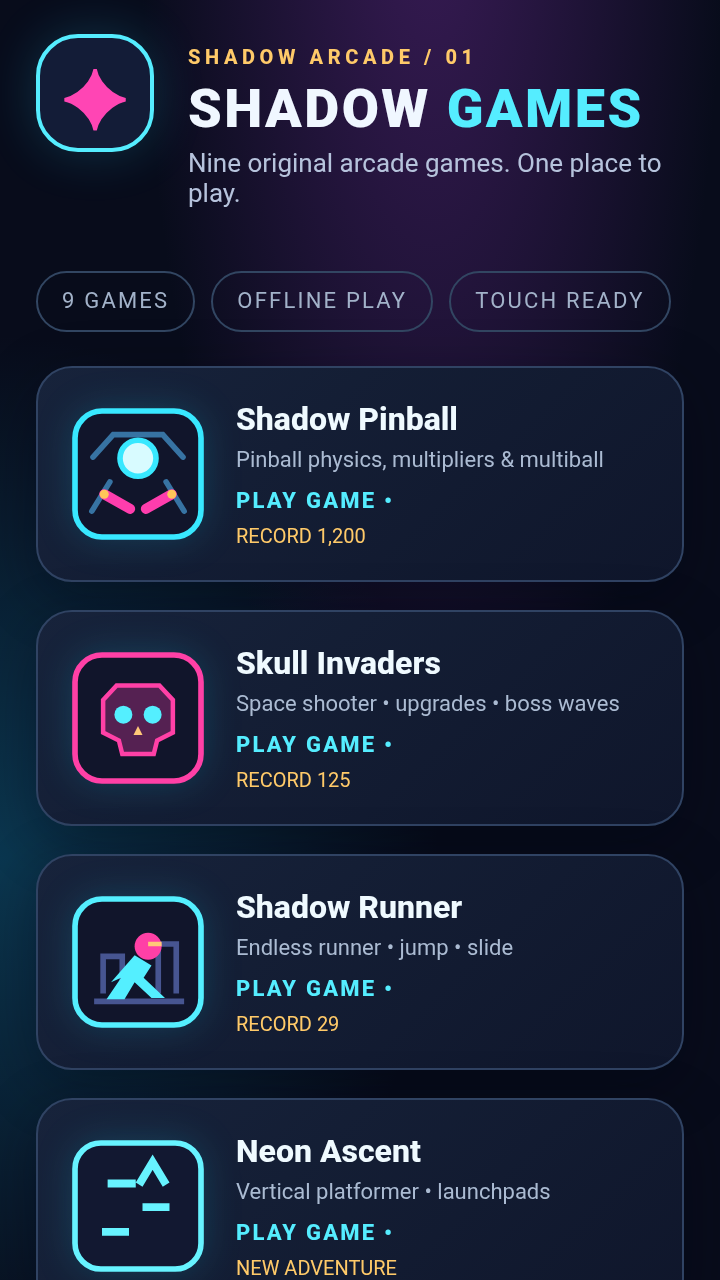 SHADOW ARCADE / 01
SHADOW GAMES
Nine original arcade games. One place to
play.
9 GAMES
OFFLINE PLAY
TOUCH READY
Shadow Pinball
Pinball physics, multipliers & multiball
PLAY GAME •
RECORD 1,200
Skull Invaders
Space shooter • upgrades • boss waves
PLAY GAME •
RECORD 125
Shadow Runner
Endless runner • jump • slide
PLAY GAME •
RECORD 29
Neon Ascent
Vertical platformer • launchpads
PLAY GAME •
NEW ADVENTURE